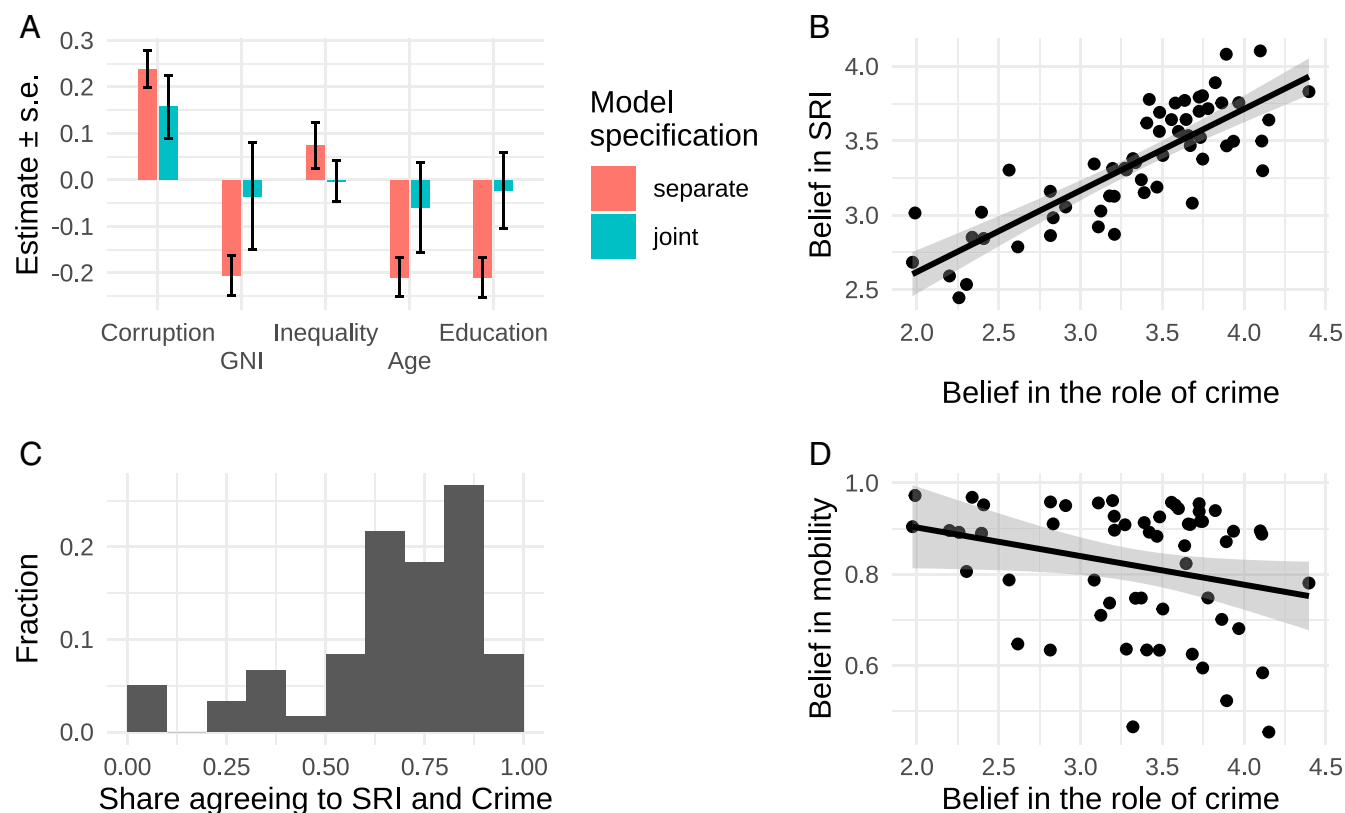 A
0.3
0.2
0.1
0.0
-0.1
-0.2
Estimate ± s.e.
Corruption
GNI
Inequality
Age
Education
Model
specification
separate
joint
B
4.0
3.5
3.0
2.5
Belief in SRI
2.0 2.5 3.0 3.5 4.0 4.5
Belief in the role of crime
C
0.2
0.1
0.0
Fraction
0.00 0.25 0.50 0.75 1.00
Share agreeing to SRI and Crime
D
1.0
0.8
0.6
Belief in mobility
2.0 2.5 3.0 3.5 4.0 4.5
Belief in the role of crime